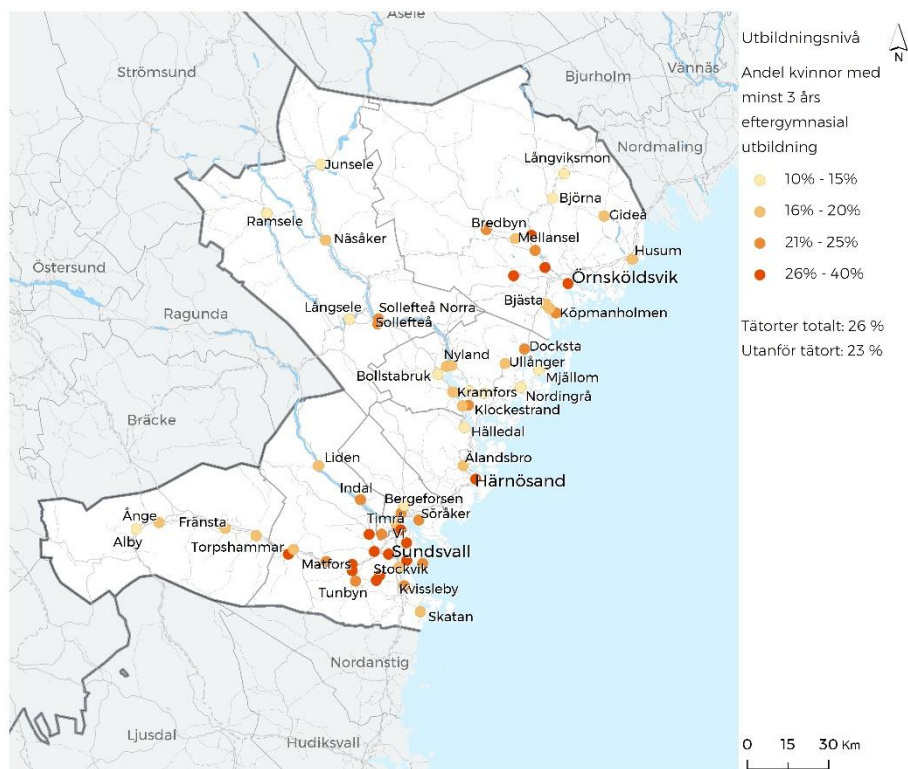 Åsele
Strömsund
Bjurholm
Vännäs
Nordmaling
Långviksmon
Junsele
Björna
Gideå
Ramsele
Bredbyn
Mellansel
Näsåker
Husum
Östersund
Örnsköldsvik
Långsele
Sollefteå Norra
Sollefteå
Bjästa
Köpmanholmen
Ragunda
Docksta
Nyland
Ullånger
Mjällom
Bollstabruk
Nordingrå
Kramfors
Klockestrand
Bräcke
Hälledal
Liden
Älandsbro
Härnösand
Indal
Bergeforsen
Söråker
Ånge
Fränsta
Timrå
Alby
Vi
Torpshammar
Sundsvall
Matfors
Stockvik
Tunbyn
Kvissleby
Skatan
Nordanstig
Ljusdal
Hudiksvall
Utbildningsnivå
N
Andel kvinnor med
minst 3 års
eftergymnasial
utbildning
10% - 15%
16% - 20%
21% - 25%
26% - 40%
Tätorter totalt: 26 %
Utanför tätort: 23 %
0 15 30 Km